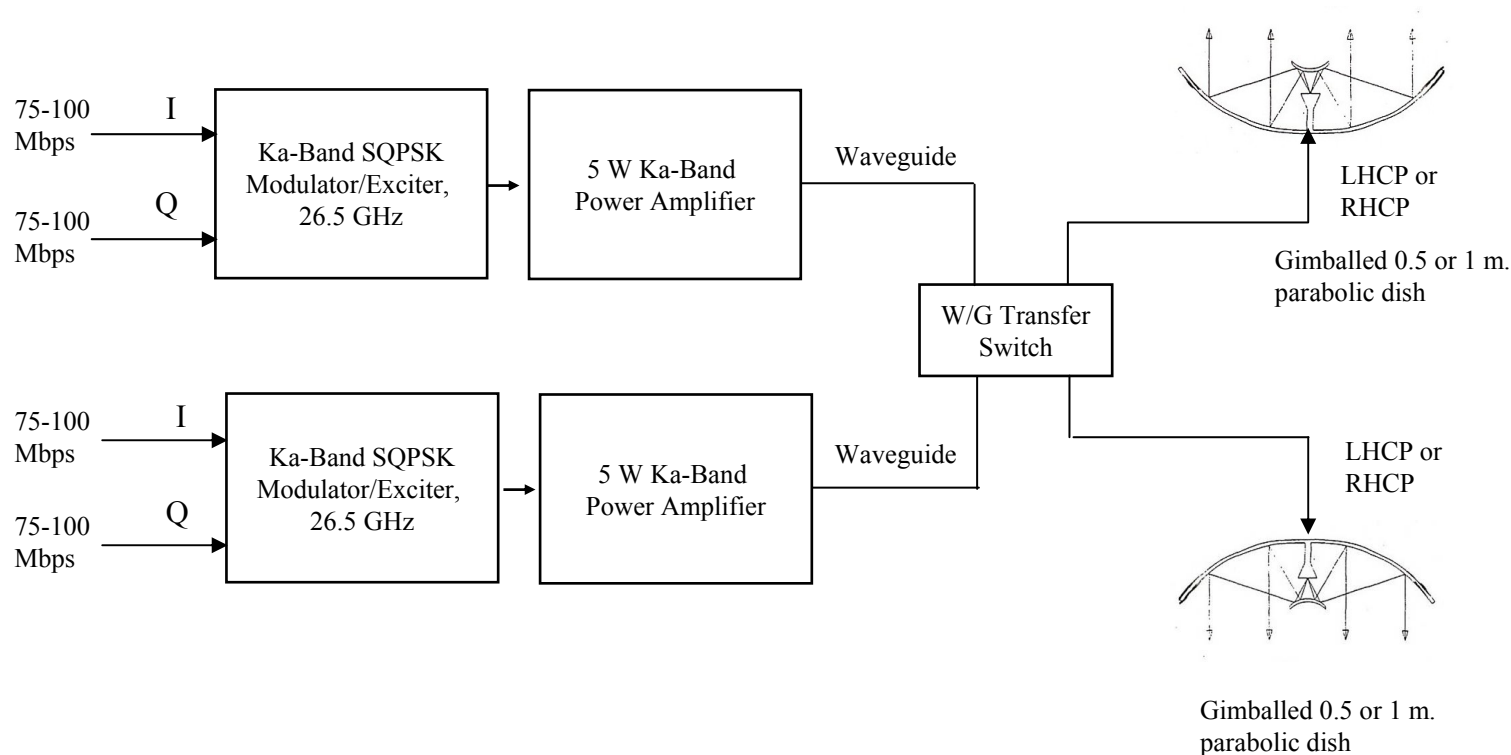 75-100
Mbps
I
75-100
Mbps
Q
Ka-Band SQPSK
Modulator/Exciter,
26.5 GHz
5 W Ka-Band
Power Amplifier
Waveguide
LHCP or
RHCP
Gimballed 0.5 or 1 m.
parabolic dish
W/G Transfer
Switch
75-100
Mbps
I
75-100
Mbps
Q
Ka-Band SQPSK
Modulator/Exciter,
26.5 GHz
5 W Ka-Band
Power Amplifier
Waveguide
LHCP or
RHCP
Gimballed 0.5 or 1 m.
parabolic dish